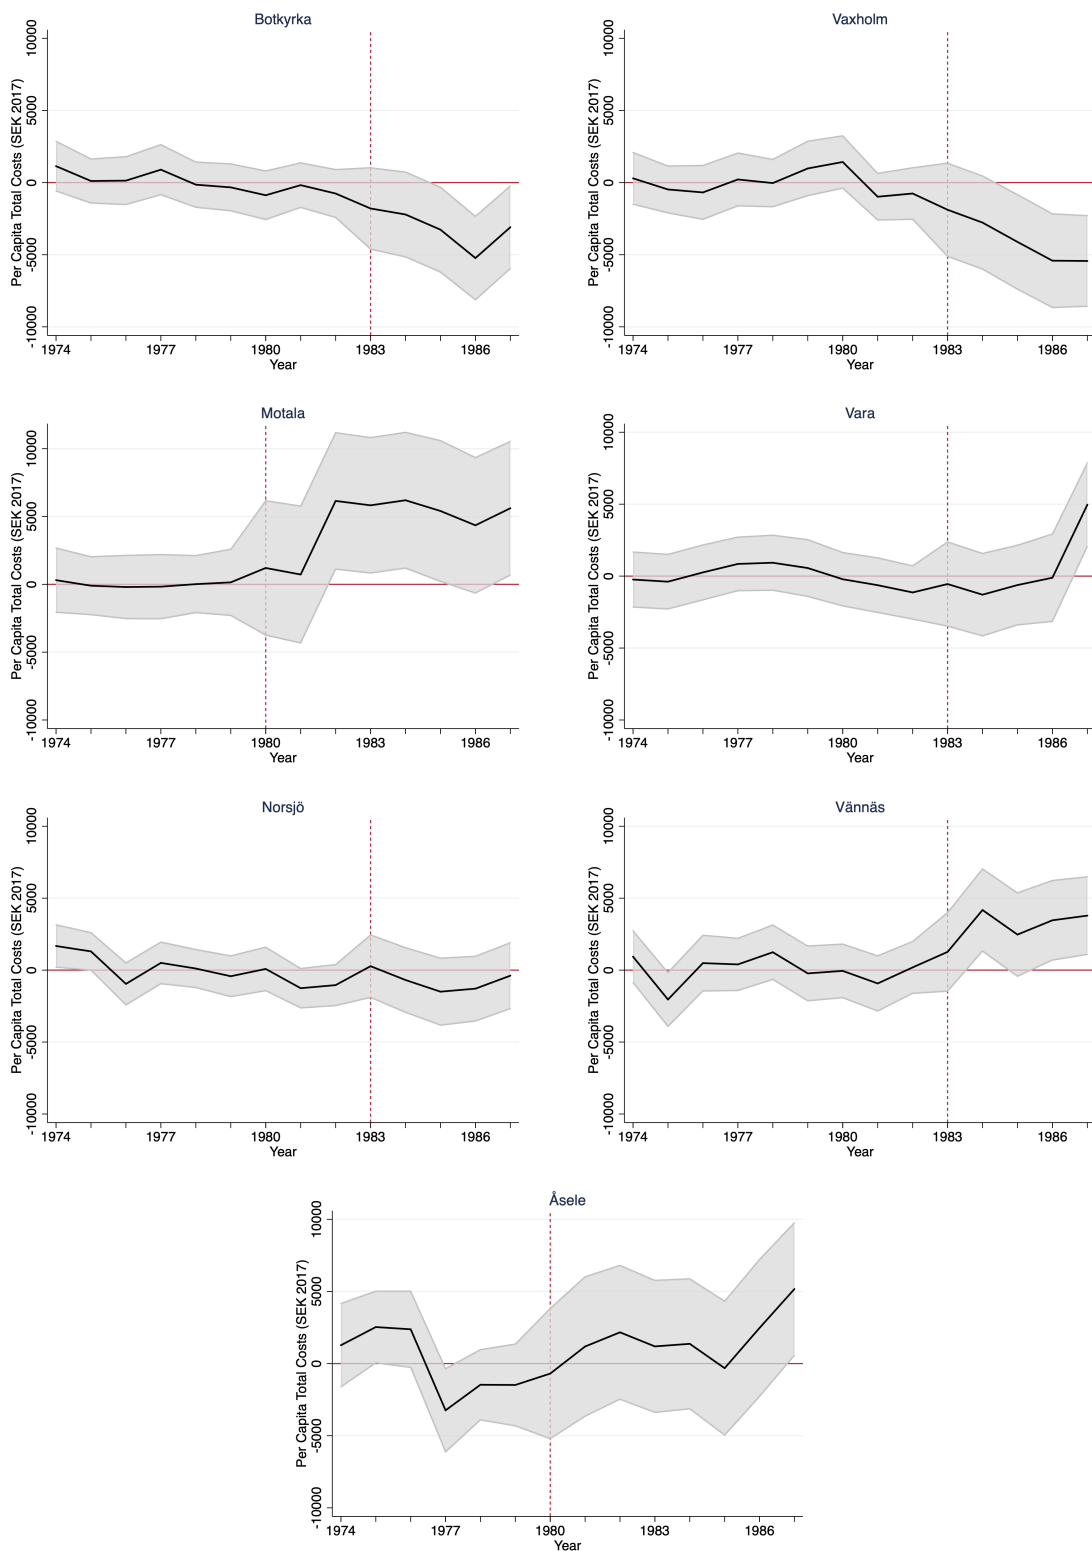 Botkyrka
Per Capita Total Costs (SEK 2017)
10000
5000
0
-5000
-10000
1974 1977 1980 1983 1986
Year
Vaxholm
Per Capita Total Costs (SEK 2017)
10000
5000
0
-5000
-10000
1974 1977 1980 1983 1986
Year
Motala
Per Capita Total Costs (SEK 2017)
10000
5000
0
-5000
-10000
1974 1977 1980 1983 1986
Year
Vara
Per Capita Total Costs (SEK 2017)
10000
5000
0
-5000
-10000
1974 1977 1980 1983 1986
Year
Norsjö
Per Capita Total Costs (SEK 2017)
10000
5000
0
-5000
-10000
1974 1977 1980 1983 1986
Year
Vännäs
Per Capita Total Costs (SEK 2017)
10000
5000
0
-5000
-10000
1974 1977 1980 1983 1986
Year
Åsele
Per Capita Total Costs (SEK 2017)
10000
5000
0
-5000
-10000
1974 1977 1980 1983 1986
Year